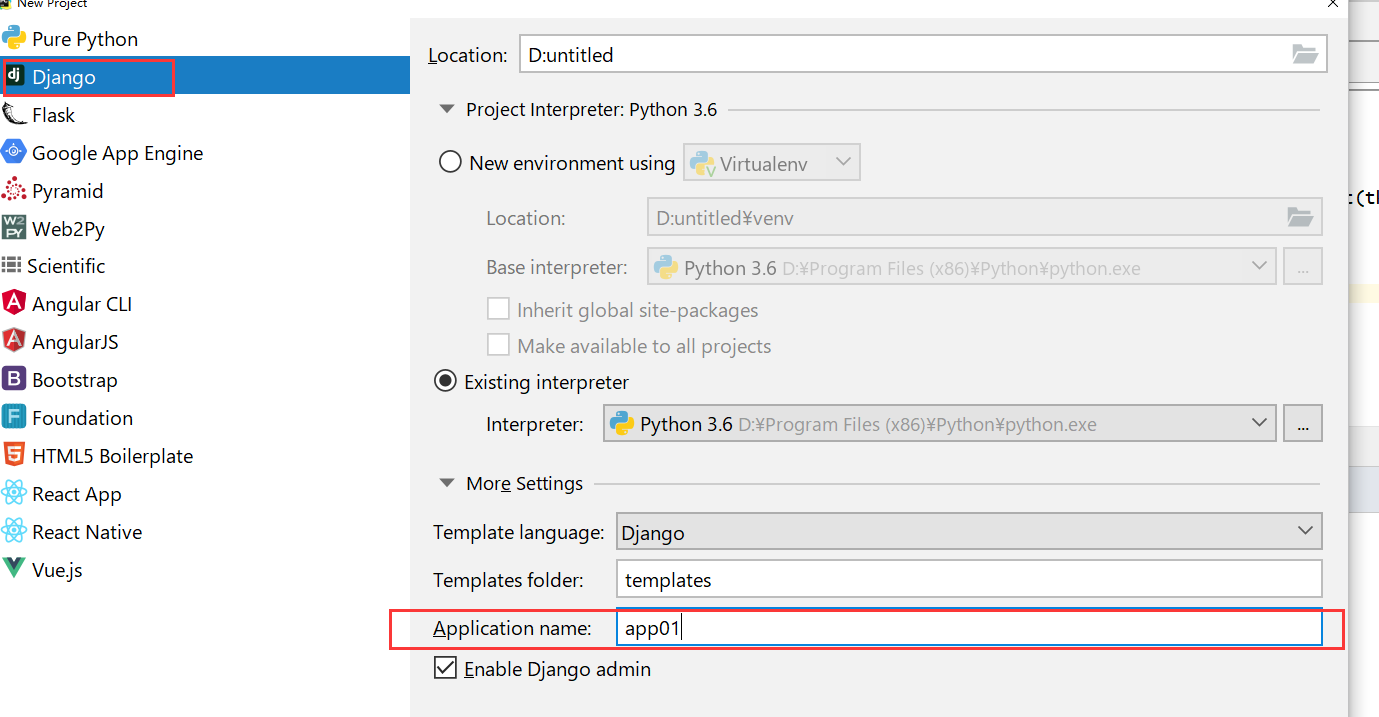 New Project
Pure Python
Django
Flask
Google App Engine
Pyramid
Web2Py
Scientific
Angular CLI
AngularJS
Bootstrap
Foundation
HTML5 Boilerplate
React App
React Native
Vue.js
Location: D:untitled
Project Interpreter: Python 3.6
New environment using Virtualenv
Location: D:untitled¥venv
Base interpreter: Python 3.6 D:¥Program Files (x86)¥Python¥python.exe ...
Inherit global site-packages
Make available to all projects
Existing interpreter
Interpreter: Python 3.6 D:¥Program Files (x86)¥Python¥python.exe ...
More Settings
Template language: Django
Templates folder: templates
Application name: app01
Enable Django admin